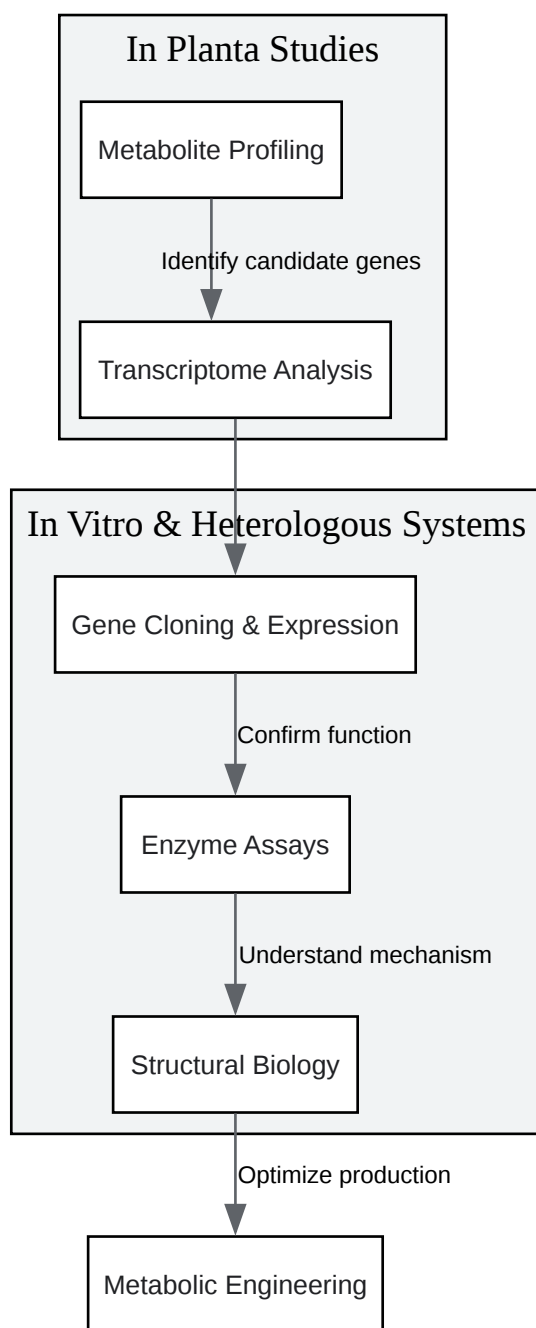 In Planta Studies
Metabolite Profiling
Identify candidate genes
Transcriptome Analysis
In Vitro & Heterologous Systems
Gene Cloning & Expression
Confirm function
Enzyme Assays
Understand mechanism
Structural Biology
Optimize production
Metabolic Engineering